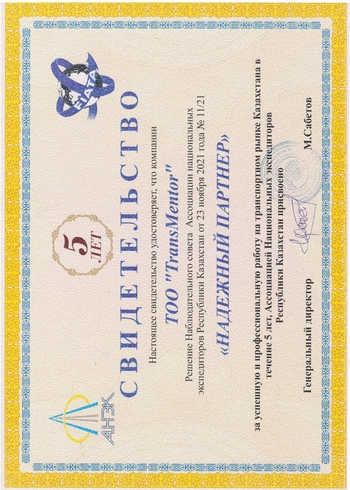 АНЭК
5
ЛЕТ
FIATA
СВИДЕТЕЛЬСТВО
Настоящее свидетельство удостоверяет, что компании
ТОО "TransMentor"
Решение Наблюдательного совета Ассоциации национальных
экспедиторов Республики Казахстан от 23 ноября 2021 года № 11/21
«НАДЕЖНЫЙ ПАРТНЕР»
за успешную и профессиональную работу на транспортном рынке Казахстана в
течение 5 лет, Ассоциацией Национальных экспедиторов
Республики Казахстан присвоено
Генеральный директор
М.Сабетов